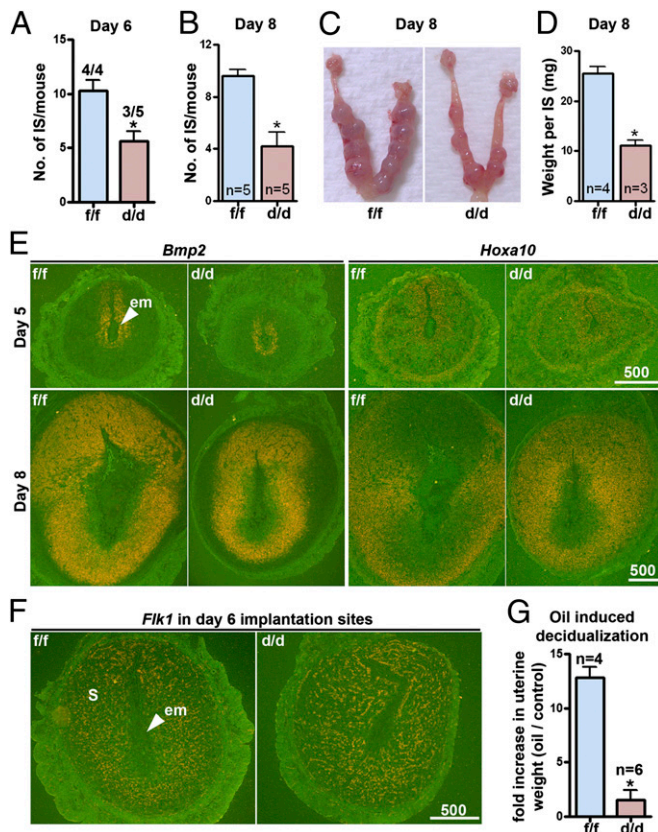 A
Day 6
No. of IS/mouse
15
10
5
0
4/4
3/5
*
f/f
d/d
B
Day 8
No. of IS/mouse
12
8
4
0
*
n=5
n=5
f/f
d/d
C
Day 8
f/f
d/d
D
Day 8
Weight per IS (mg)
30
20
10
0
*
n=4
n=3
f/f
d/d
E
Bmp2
Hoxa10
Day 5
f/f
em
d/d
f/f
d/d
500
Day 8
f/f
d/d
f/f
d/d
500
F
Flk1 in day 6 implantation sites
f/f
S
em
d/d
500
G
Oil induced
decidualization
fold increase in uterine
weight (oil / control)
15
10
5
0
n=4
n=6
*
f/f
d/d